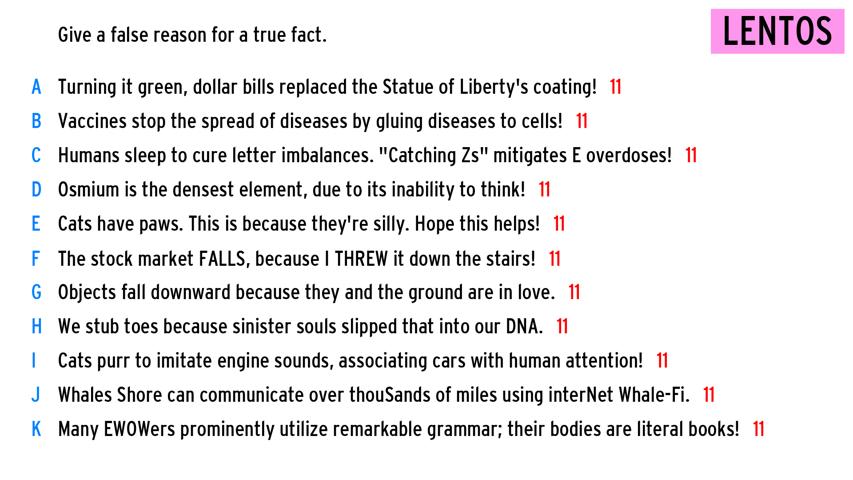 Give a false reason for a true fact.
LENTOS
A Turning it green, dollar bills replaced the Statue of Liberty's coating! 11
B Vaccines stop the spread of diseases by gluing diseases to cells! 11
C Humans sleep to cure letter imbalances. "Catching Zs" mitigates E overdoses! 11
D Osmium is the densest element, due to its inability to think! 11
E Cats have paws. This is because they're silly. Hope this helps! 11
F The stock market FALLS, because I THREW it down the stairs! 11
G Objects fall downward because they and the ground are in love. 11
H We stub toes because sinister souls slipped that into our DNA. 11
I Cats purr to imitate engine sounds, associating cars with human attention! 11
J Whales Shore can communicate over thouSands of miles using interNet Whale-Fi. 11
K Many EWOWers prominently utilize remarkable grammar; their bodies are literal books! 11